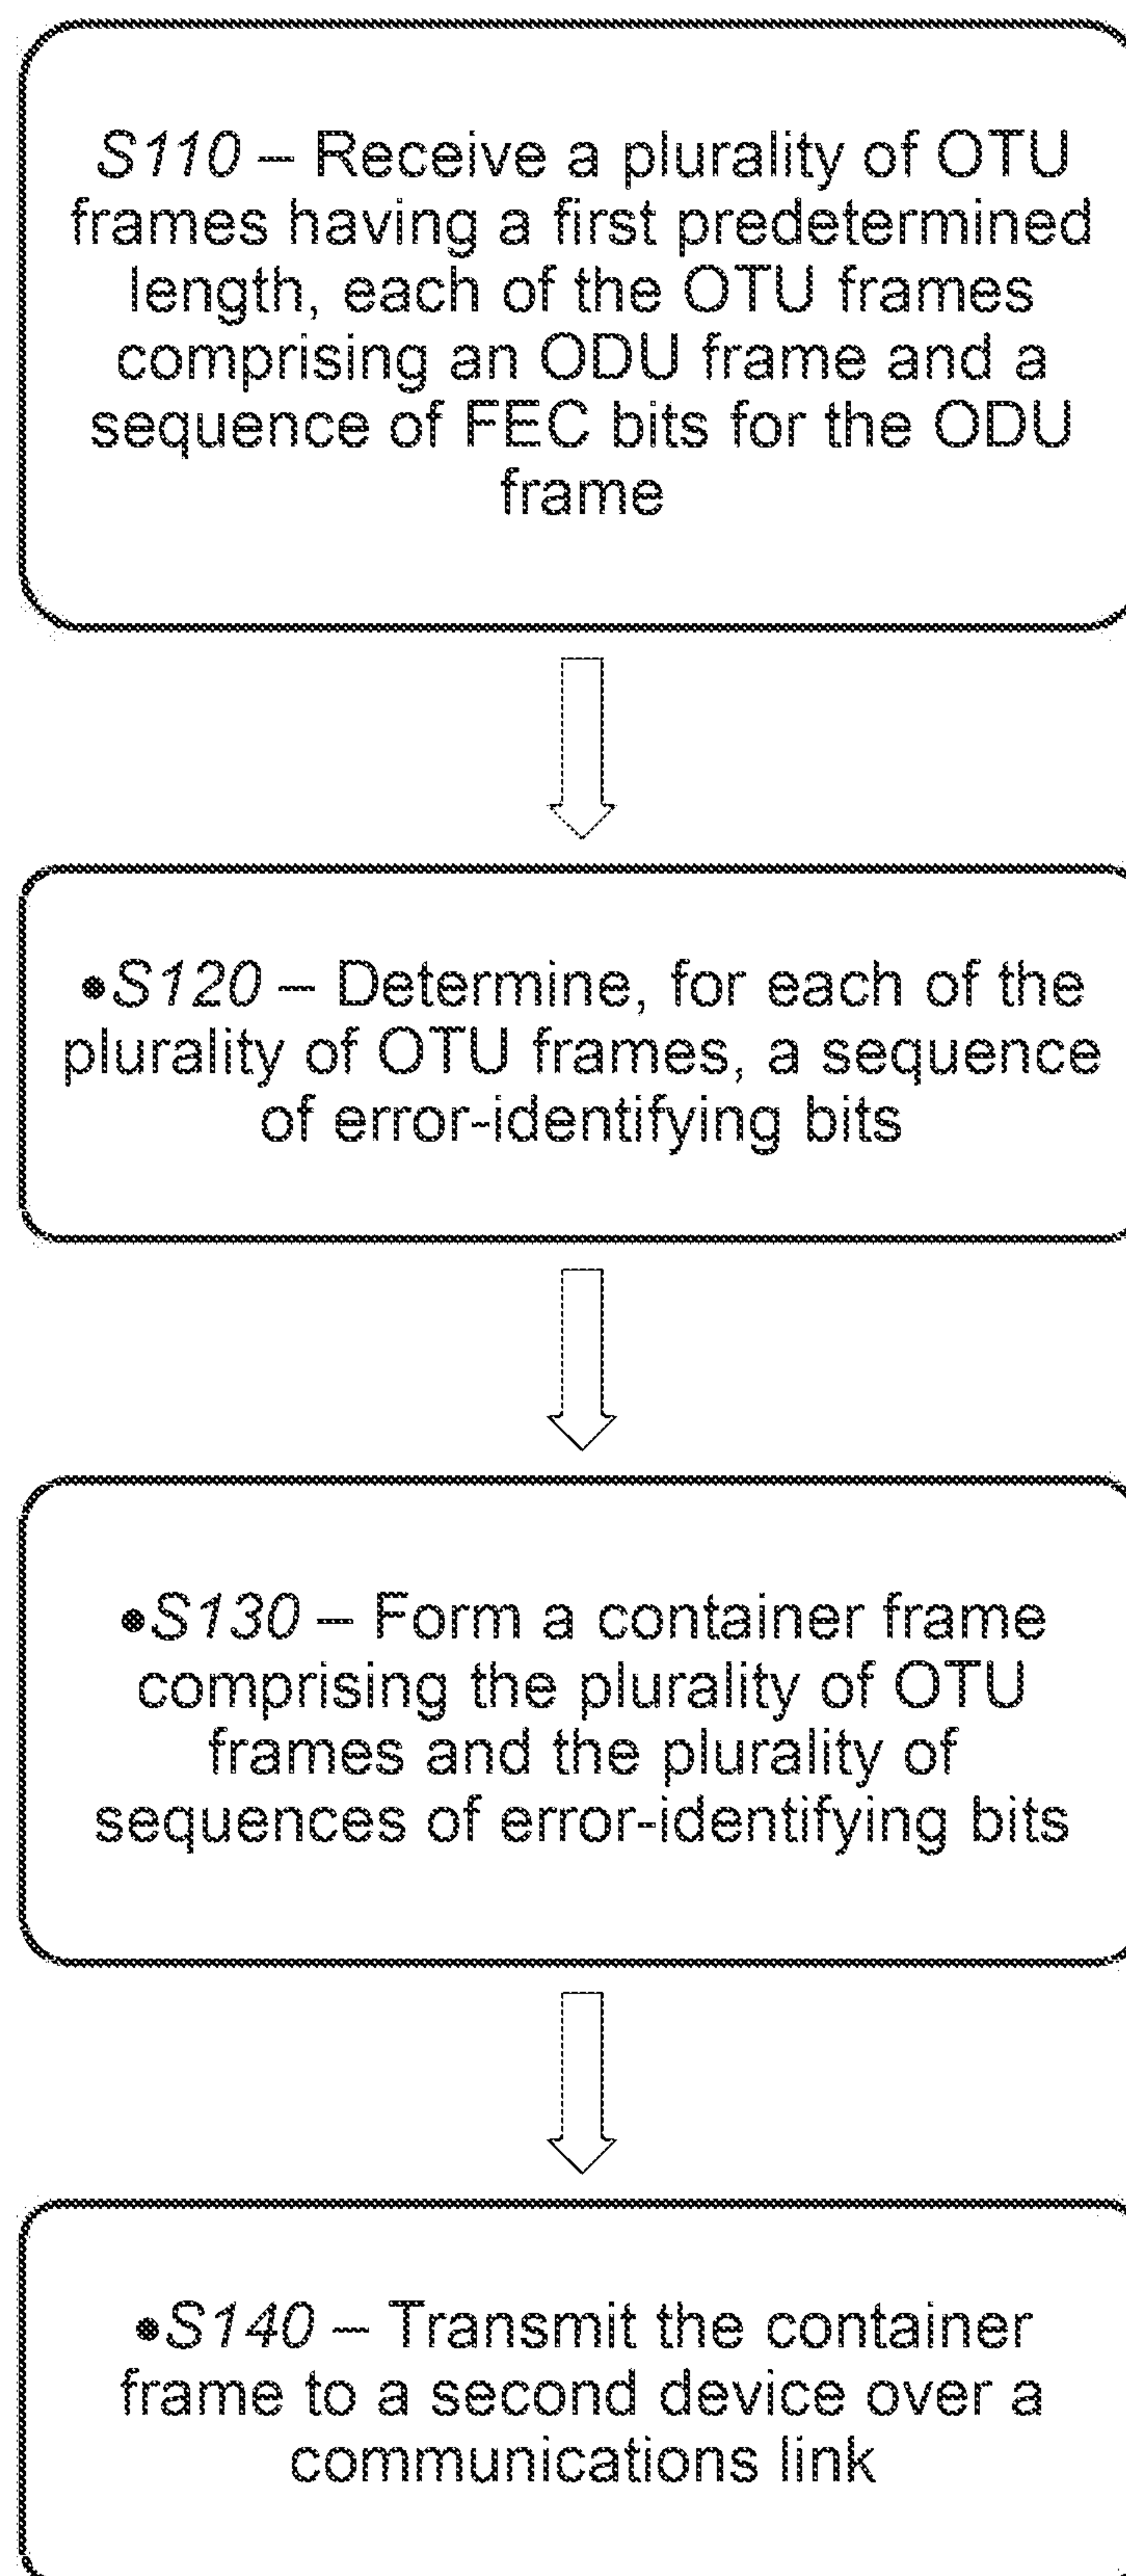 S110 – Receive a plurality of OTU
frames having a first predetermined
length, each of the OTU frames
comprising an ODU frame and a
sequence of FEC bits for the ODU
frame
•S120 – Determine, for each of the
plurality of OTU frames, a sequence
of error-identifying bits
•S130 – Form a container frame
comprising the plurality of OTU
frames and the plurality of
sequences of error-identifying bits
•S140 – Transmit the container
frame to a second device over a
communications link